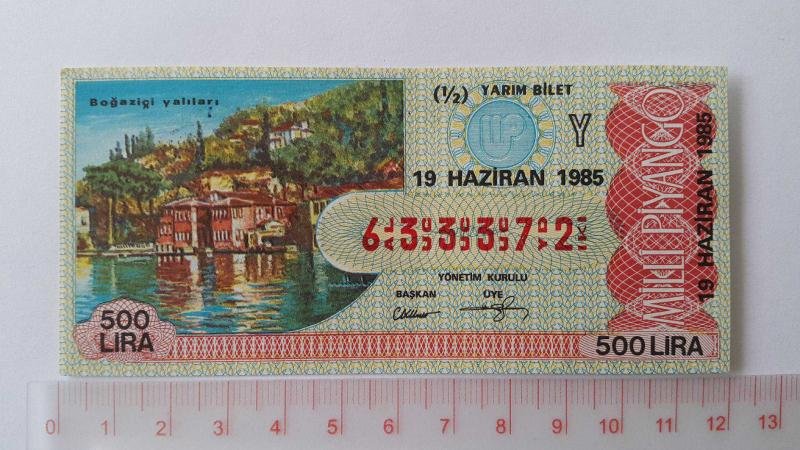 Boğaziçi yalıları
(½) YARIM BİLET
Y
19 HAZİRAN 1985
6 3 3 3 7 2
YÖNETİM KURULU
BAŞKAN ÜYE
500 LİRA
500 LİRA
MİLLİ PİYANGO
19 HAZİRAN 1985
0 1 2 3 4 5 6 7 8 9 10 11 12 13